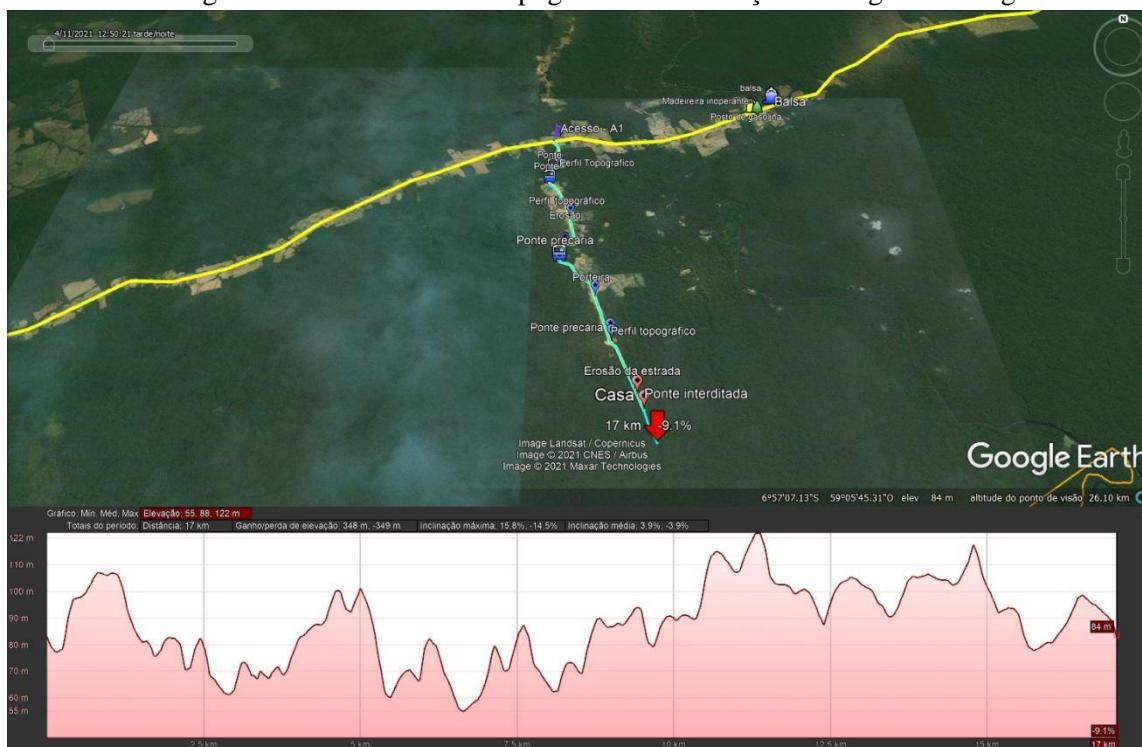 4/11/2021 12:50:21 tarde/noite
N
balsa
Madeireira inoperante
Balsa
Posto de gasolina
Acesso - A1
Ponte
Ponte
Perfil Topografico
Perfil topográfico
Erosão
Ponte precária
Porteira
Ponte precária
Perfil topográfico
Erosão da estrada
Casa
Ponte interditada
17 km
-9.1%
Image Landsat / Copernicus
Image © 2021 CNES / Airbus
Image © 2021 Maxar Technologies
Google Earth
6°57'07.13"S 59°05'45.31"O elev 84 m altitude do ponto de visão 26.10 km
Gráfico: Mín, Méd, Máx Elevação: 55, 88, 122 m
Totais do período: Distância: 17 km Ganho/perda de elevação: 348 m, -349 m Inclinação máxima: 15.8%, -14.5% Inclinação média: 3.9%, -3.9%
122 m
110 m
100 m
90 m
80 m
70 m
60 m
55 m
84 m
-9.1%
2.5 km
5 km
7.5 km
10 km
12.5 km
15 km
17 km